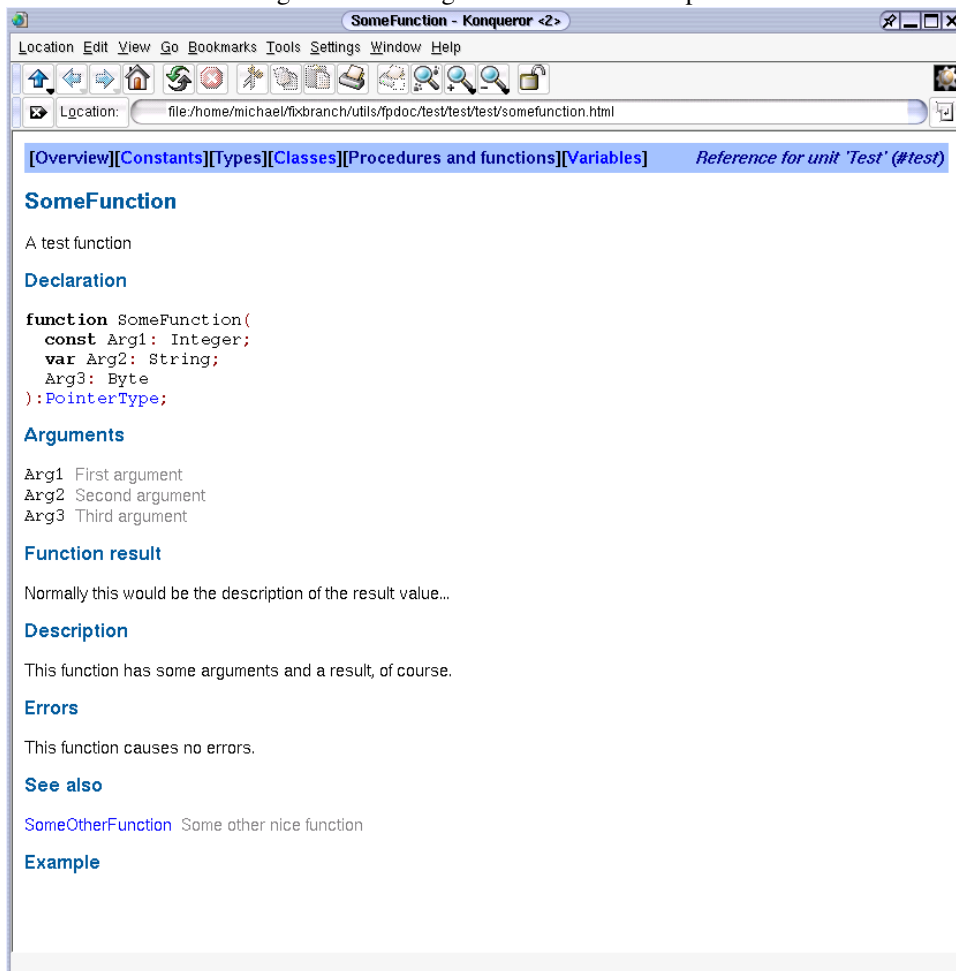 SomeFunction - Konqueror <2>
Location Edit View Go Bookmarks Tools Settings Window Help
Location: file:/home/michael/fixbranch/utils/fpdoc/test/test/test/somefunction.html
[Overview][Constants][Types][Classes][Procedures and functions][Variables] Reference for unit 'Test' (#test)
SomeFunction
A test function
Declaration
function SomeFunction(
const Arg1: Integer;
var Arg2: String;
Arg3: Byte
):PointerType;
Arguments
Arg1 First argument
Arg2 Second argument
Arg3 Third argument
Function result
Normally this would be the description of the result value...
Description
This function has some arguments and a result, of course.
Errors
This function causes no errors.
See also
SomeOtherFunction Some other nice function
Example